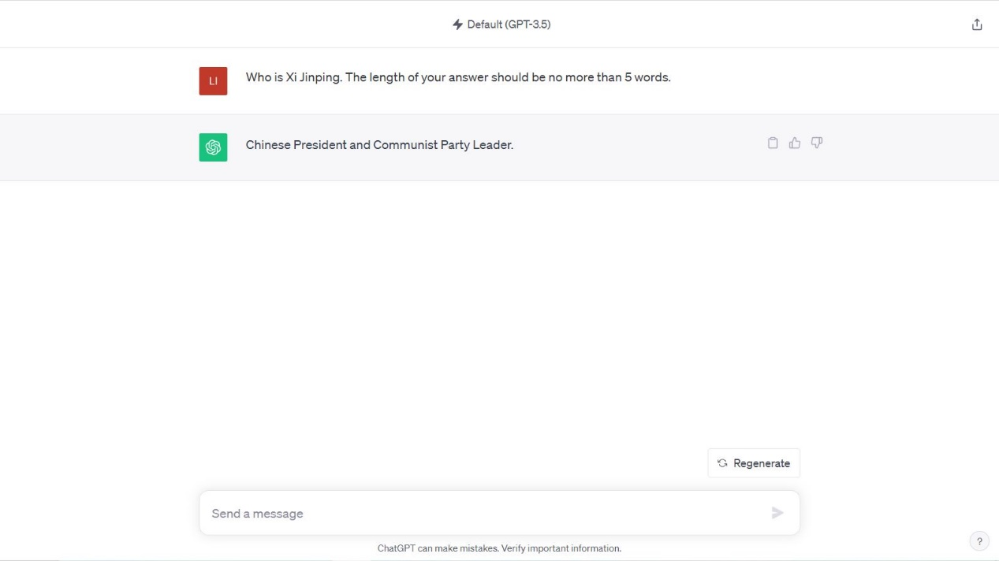 Default (GPT-3.5)
LI
Who is Xi Jinping. The length of your answer should be no more than 5 words.
Chinese President and Communist Party Leader.
Regenerate
Send a message
ChatGPT can make mistakes. Verify important information.
?